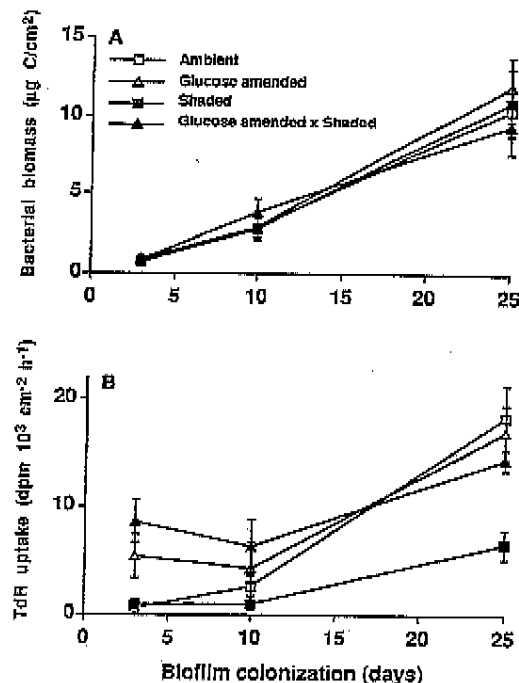 A
Ambient
Glucose amended
Shaded
Glucose amended x Shaded
Bacterial biomass (µg C/cm²)
15
10
5
0
0 5 10 15 20 25
B
TdR uptake (dpm 10³ cm⁻² h⁻¹)
20
10
0
0 5 10 15 20 25
Biofilm colonization (days)